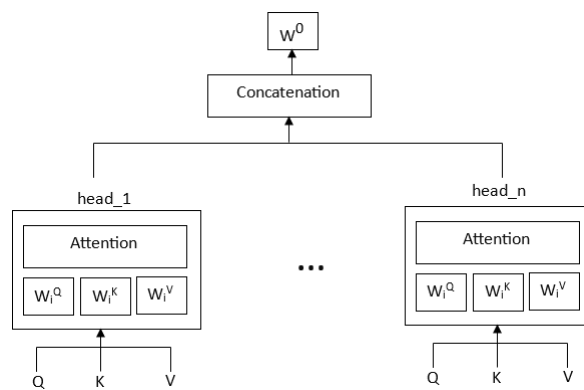 W⁰
Concatenation
head_1
head_n
Attention
Attention
Wᵢ^Q Wᵢ^K Wᵢ^V
...
Wᵢ^Q Wᵢ^K Wᵢ^V
Q K V
Q K V